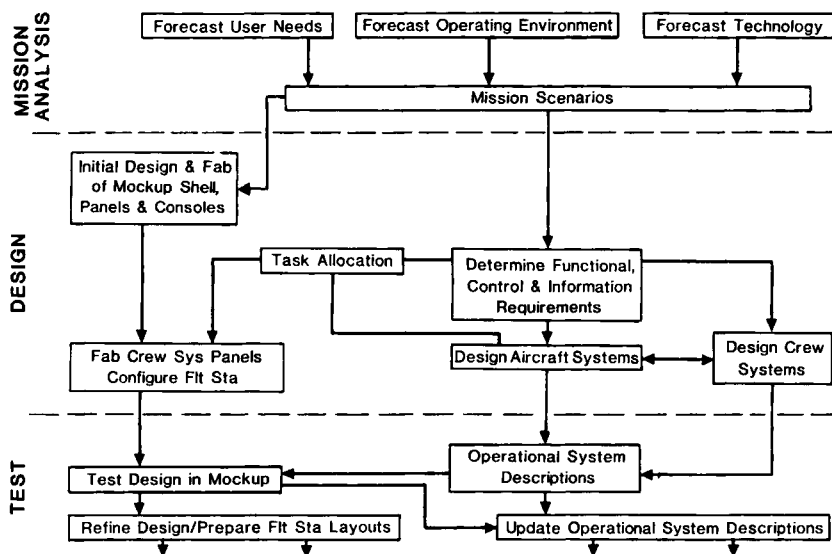 MISSION
ANALYSIS
Forecast User Needs
Forecast Operating Environment
Forecast Technology
Mission Scenarios
DESIGN
Initial Design & Fab
of Mockup Shell,
Panels & Consoles
Task Allocation
Determine Functional,
Control & Information
Requirements
Fab Crew Sys Panels
Configure Flt Sta
Design Aircraft Systems
Design Crew
Systems
TEST
Operational System
Descriptions
Test Design in Mockup
Refine Design/Prepare Flt Sta Layouts
Update Operational System Descriptions